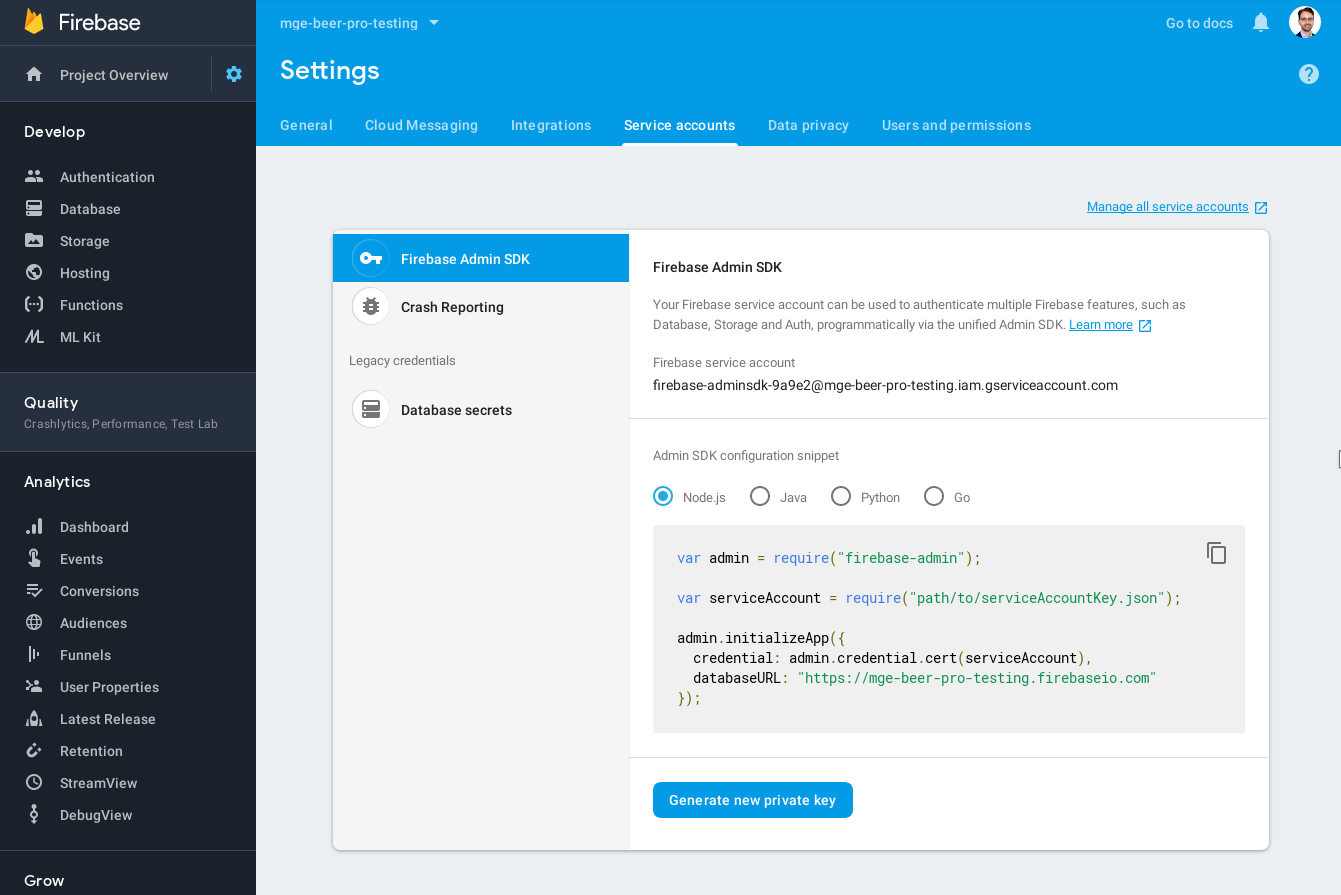 Firebase
Project Overview
Develop
Authentication
Database
Storage
Hosting
Functions
ML Kit
Quality
Crashlytics, Performance, Test Lab
Analytics
Dashboard
Events
Conversions
Audiences
Funnels
User Properties
Latest Release
Retention
StreamView
DebugView
Grow
mge-beer-pro-testing
Go to docs
Settings
General
Cloud Messaging
Integrations
Service accounts
Data privacy
Users and permissions
Manage all service accounts
Firebase Admin SDK
Crash Reporting
Legacy credentials
Database secrets
Firebase Admin SDK
Your Firebase service account can be used to authenticate multiple Firebase features, such as
Database, Storage and Auth, programmatically via the unified Admin SDK. Learn more
Firebase service account
firebase-adminsdk-9a9e2@mge-beer-pro-testing.iam.gserviceaccount.com
Admin SDK configuration snippet
Node.js
Java
Python
Go
var admin = require("firebase-admin");
var serviceAccount = require("path/to/serviceAccountKey.json");
admin.initializeApp({
  credential: admin.credential.cert(serviceAccount),
  databaseURL: "https://mge-beer-pro-testing.firebaseio.com"
});
Generate new private key